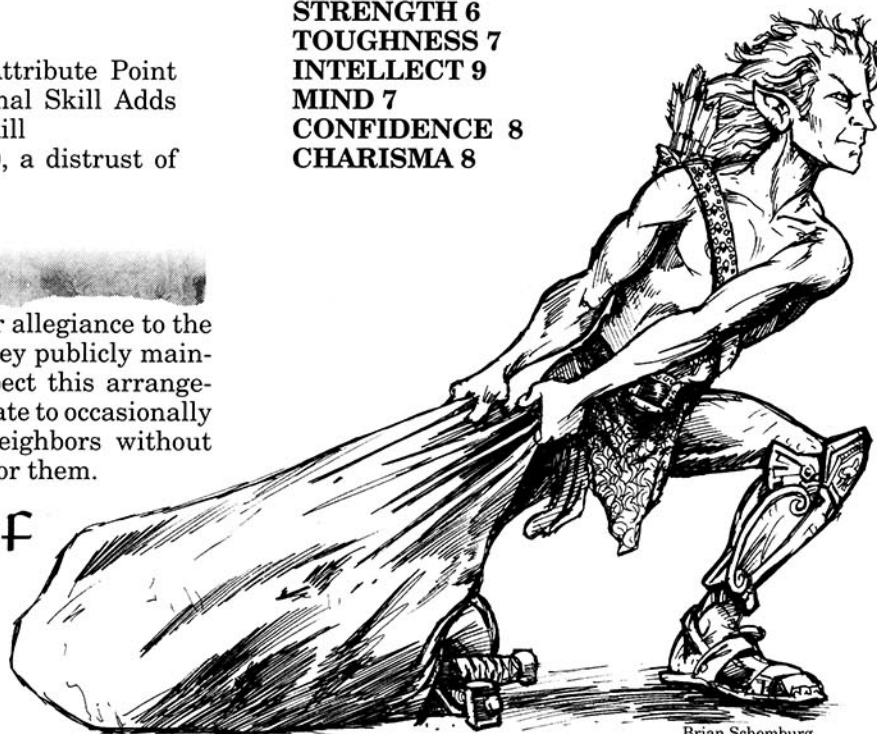 ttribute Point
nal Skill Adds
ill
, a distrust of
r allegiance to the
ey publicly main-
ect this arrange-
ate to occasionally
eighbors without
or them.
f
STRENGTH 6
TOUGHNESS 7
INTELLECT 9
MIND 7
CONFIDENCE 8
CHARISMA 8
Brian Schomburg